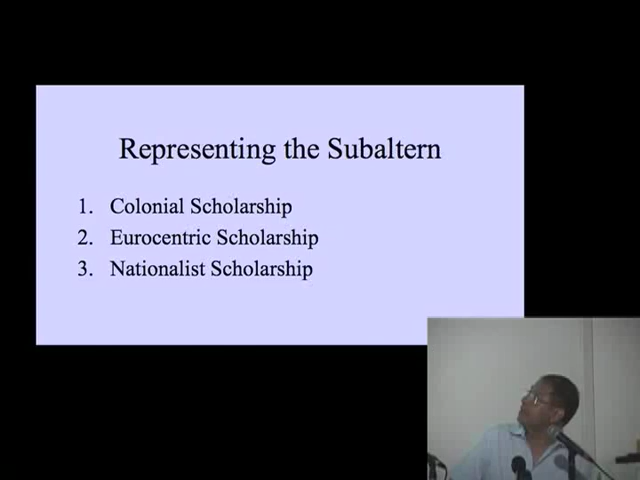 Representing the Subaltern
1. Colonial Scholarship
2. Eurocentric Scholarship
3. Nationalist Scholarship